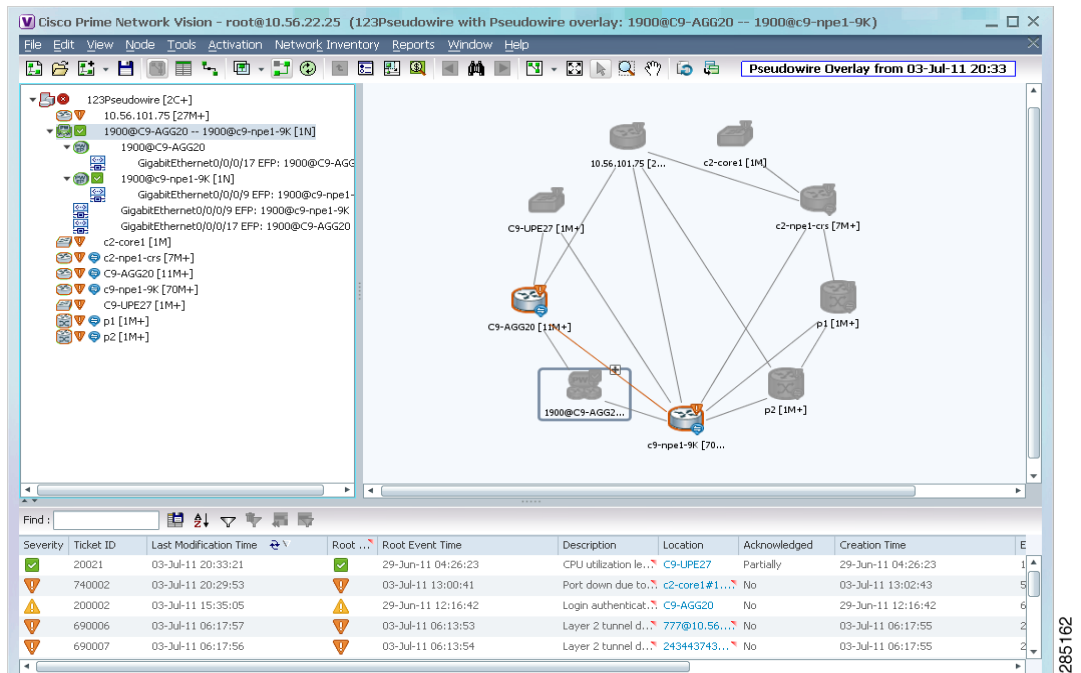 Cisco Prime Network Vision - root@10.56.22.25 (123Pseudowire with Pseudowire overlay: 1900@C9-AGG20 -- 1900@c9-npe1-9K)
File Edit View Node Tools Activation Network Inventory Reports Window Help
Pseudowire Overlay from 03-Jul-11 20:33
123Pseudowire [2C+]
10.56.101.75 [27M+]
1900@C9-AGG20 -- 1900@c9-npe1-9K [1N]
1900@C9-AGG20
GigabitEthernet0/0/0/17 EFP: 1900@C9-AGG
1900@c9-npe1-9K [1N]
GigabitEthernet0/0/0/9 EFP: 1900@c9-npe1-
GigabitEthernet0/0/0/9 EFP: 1900@c9-npe1-9K
GigabitEthernet0/0/0/17 EFP: 1900@C9-AGG20
c2-core1 [1M]
c2-npe1-crs [7M+]
C9-AGG20 [11M+]
c9-npe1-9K [70M+]
C9-UPE27 [1M+]
p1 [1M+]
p2 [1M+]
10.56.101.75 [2...
c2-core1 [1M]
C9-UPE27 [1M+]
c2-npe1-crs [7M+]
C9-AGG20 [11M+]
p1 [1M+]
1900@C9-AGG2...
p2 [1M+]
c9-npe1-9K [70...
Find :
Severity Ticket ID Last Modification Time Root ... Root Event Time Description Location Acknowledged Creation Time E
20021 03-Jul-11 20:33:21 29-Jun-11 04:26:23 CPU utilization le... C9-UPE27 Partially 29-Jun-11 04:26:23 1
740002 03-Jul-11 20:29:53 03-Jul-11 13:00:41 Port down due to... c2-core1#1... No 03-Jul-11 13:02:43 5
200002 03-Jul-11 15:35:05 29-Jun-11 12:16:42 Login authenticat... C9-AGG20 No 29-Jun-11 12:16:42 6
690006 03-Jul-11 06:17:57 03-Jul-11 06:13:53 Layer 2 tunnel d... 777@10.56... No 03-Jul-11 06:17:55 2
690007 03-Jul-11 06:17:56 03-Jul-11 06:13:54 Layer 2 tunnel d... 243443743... No 03-Jul-11 06:17:55 2
285162